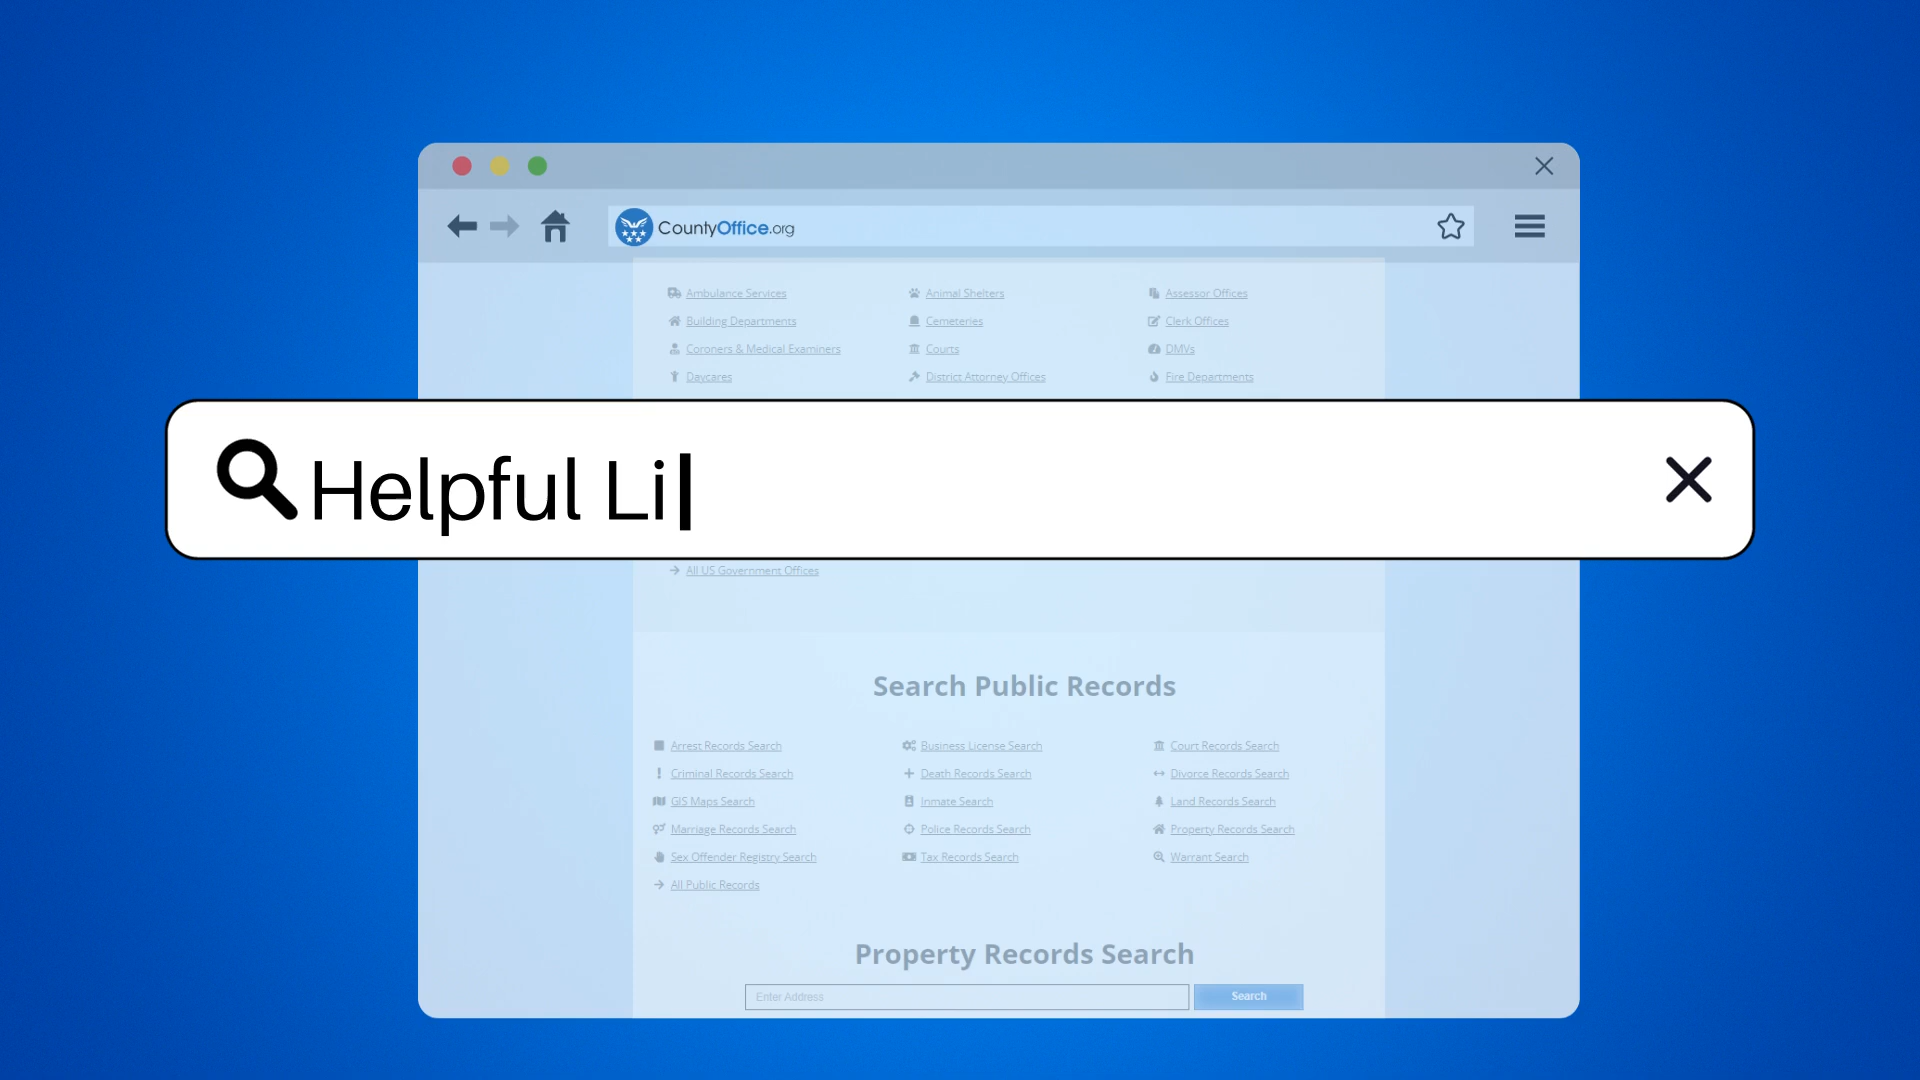 CountyOffice.org
Ambulance Services Animal Shelters Assessor Offices
Building Departments Cemeteries Clerk Offices
Coroners & Medical Examiners Courts DMVs
Daycares District Attorney Offices Fire Departments
Helpful Li
All US Government Offices
Search Public Records
Arrest Records Search Business License Search Court Records Search
Criminal Records Search Death Records Search Divorce Records Search
GIS Maps Search Inmate Search Land Records Search
Marriage Records Search Police Records Search Property Records Search
Sex Offender Registry Search Tax Records Search Warrant Search
All Public Records
Property Records Search
Enter Address Search